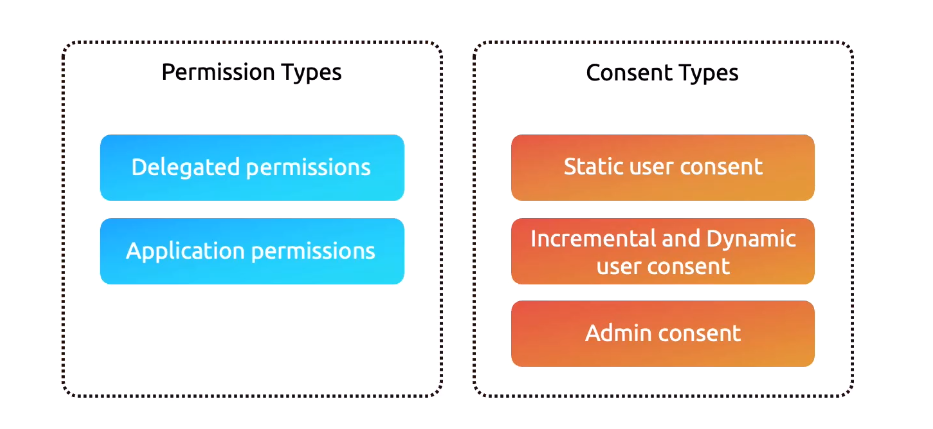 Permission Types
Delegated permissions
Application permissions
Consent Types
Static user consent
Incremental and Dynamic
user consent
Admin consent